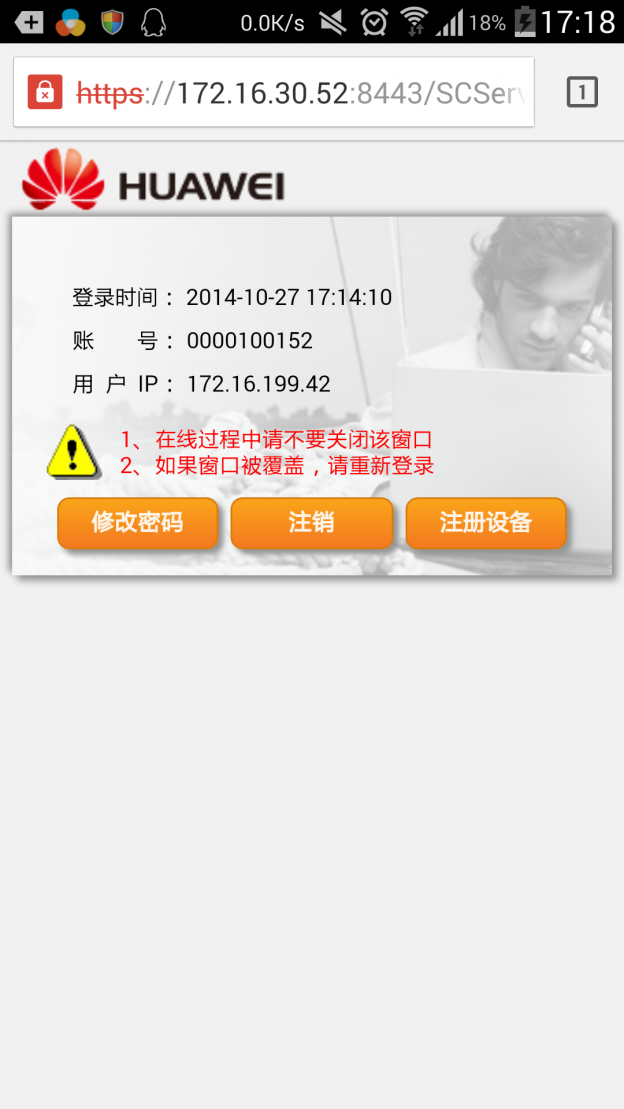 0.0K/s 18% 17:18
https://172.16.30.52:8443/SCServ
1
HUAWEI
登录时间： 2014-10-27 17:14:10
账 号： 0000100152
用 户 IP： 172.16.199.42
1、在线过程中请不要关闭该窗口
2、如果窗口被覆盖，请重新登录
修改密码 注销 注册设备